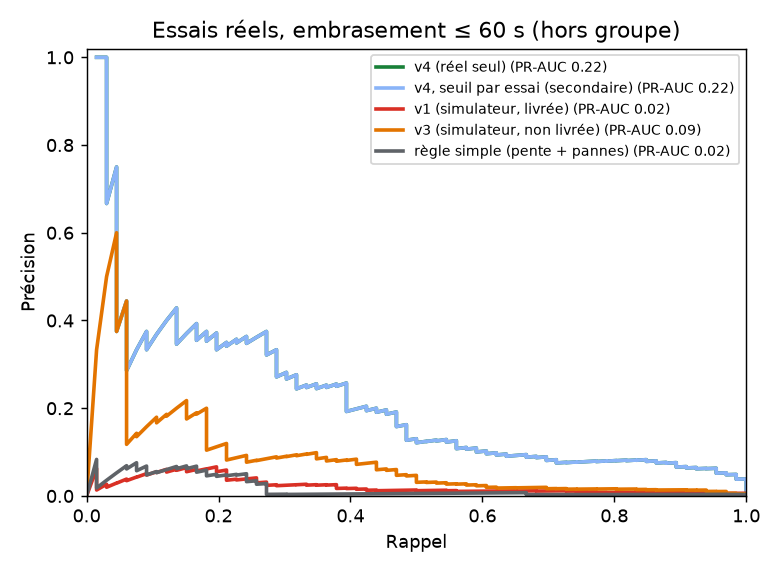 Essais réels, embrasement ≤ 60 s (hors groupe)
v4 (réel seul) (PR-AUC 0.22)
v4, seuil par essai (secondaire) (PR-AUC 0.22)
v1 (simulateur, livrée) (PR-AUC 0.02)
v3 (simulateur, non livrée) (PR-AUC 0.09)
règle simple (pente + pannes) (PR-AUC 0.02)
Précision
1.0
0.8
0.6
0.4
0.2
0.0
0.0 0.2 0.4 0.6 0.8 1.0
Rappel